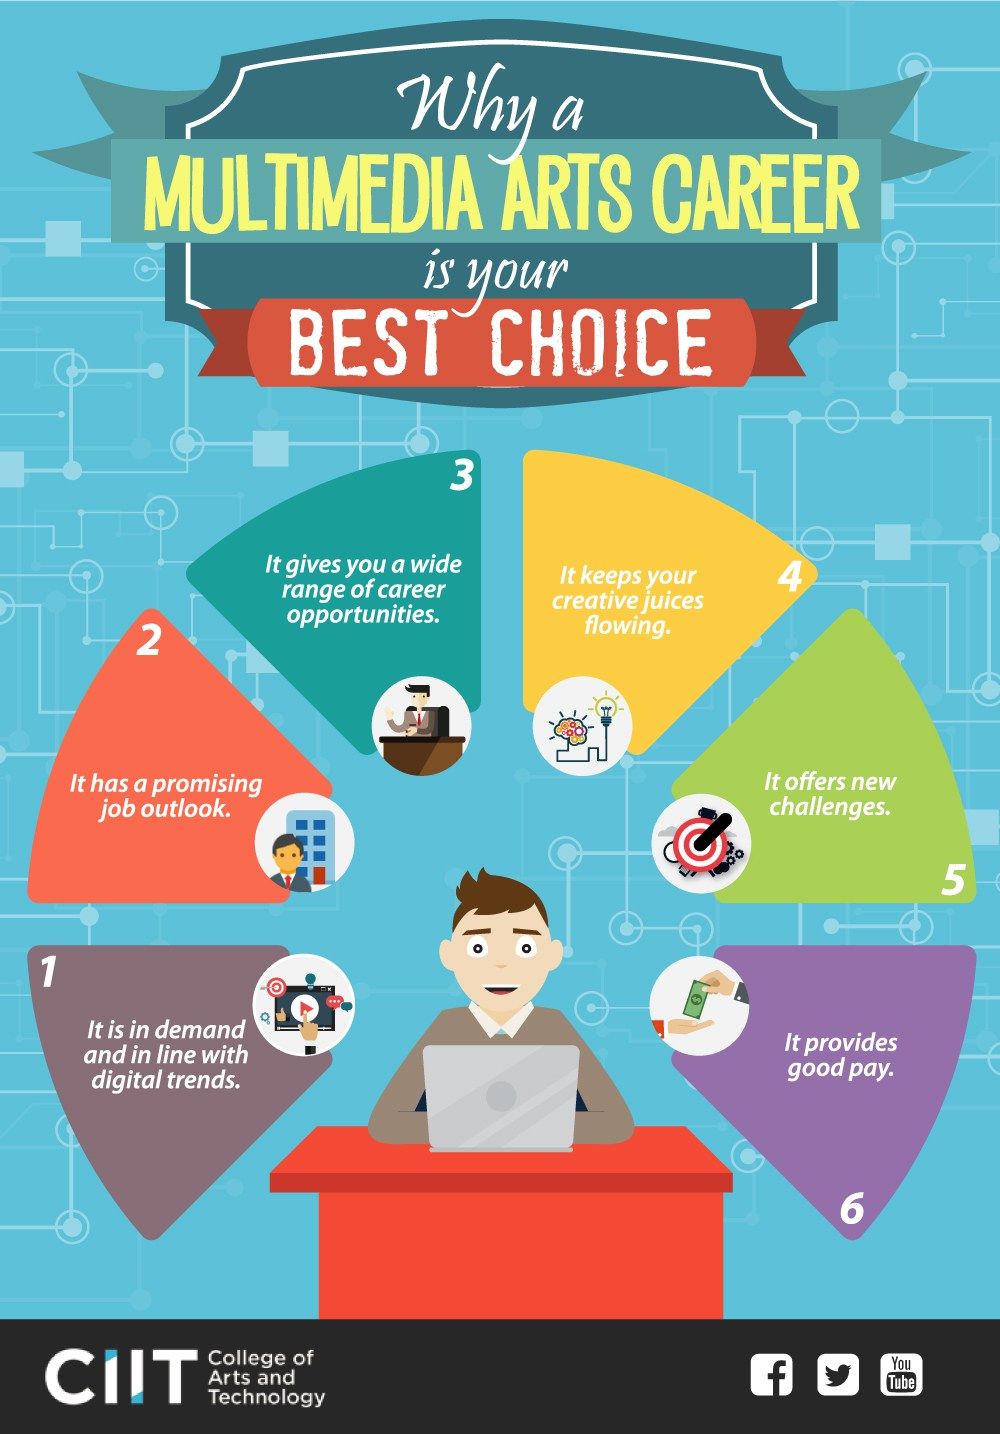 Why a
MULTIMEDIA ARTS CAREER
is your
BEST CHOICE
1
It is in demand
and in line with
digital trends.
2
It has a promising
job outlook.
3
It gives you a wide
range of career
opportunities.
4
It keeps your
creative juices
flowing.
5
It offers new
challenges.
6
It provides
good pay.
CIIT
College of
Arts and
Technology
You
Tube